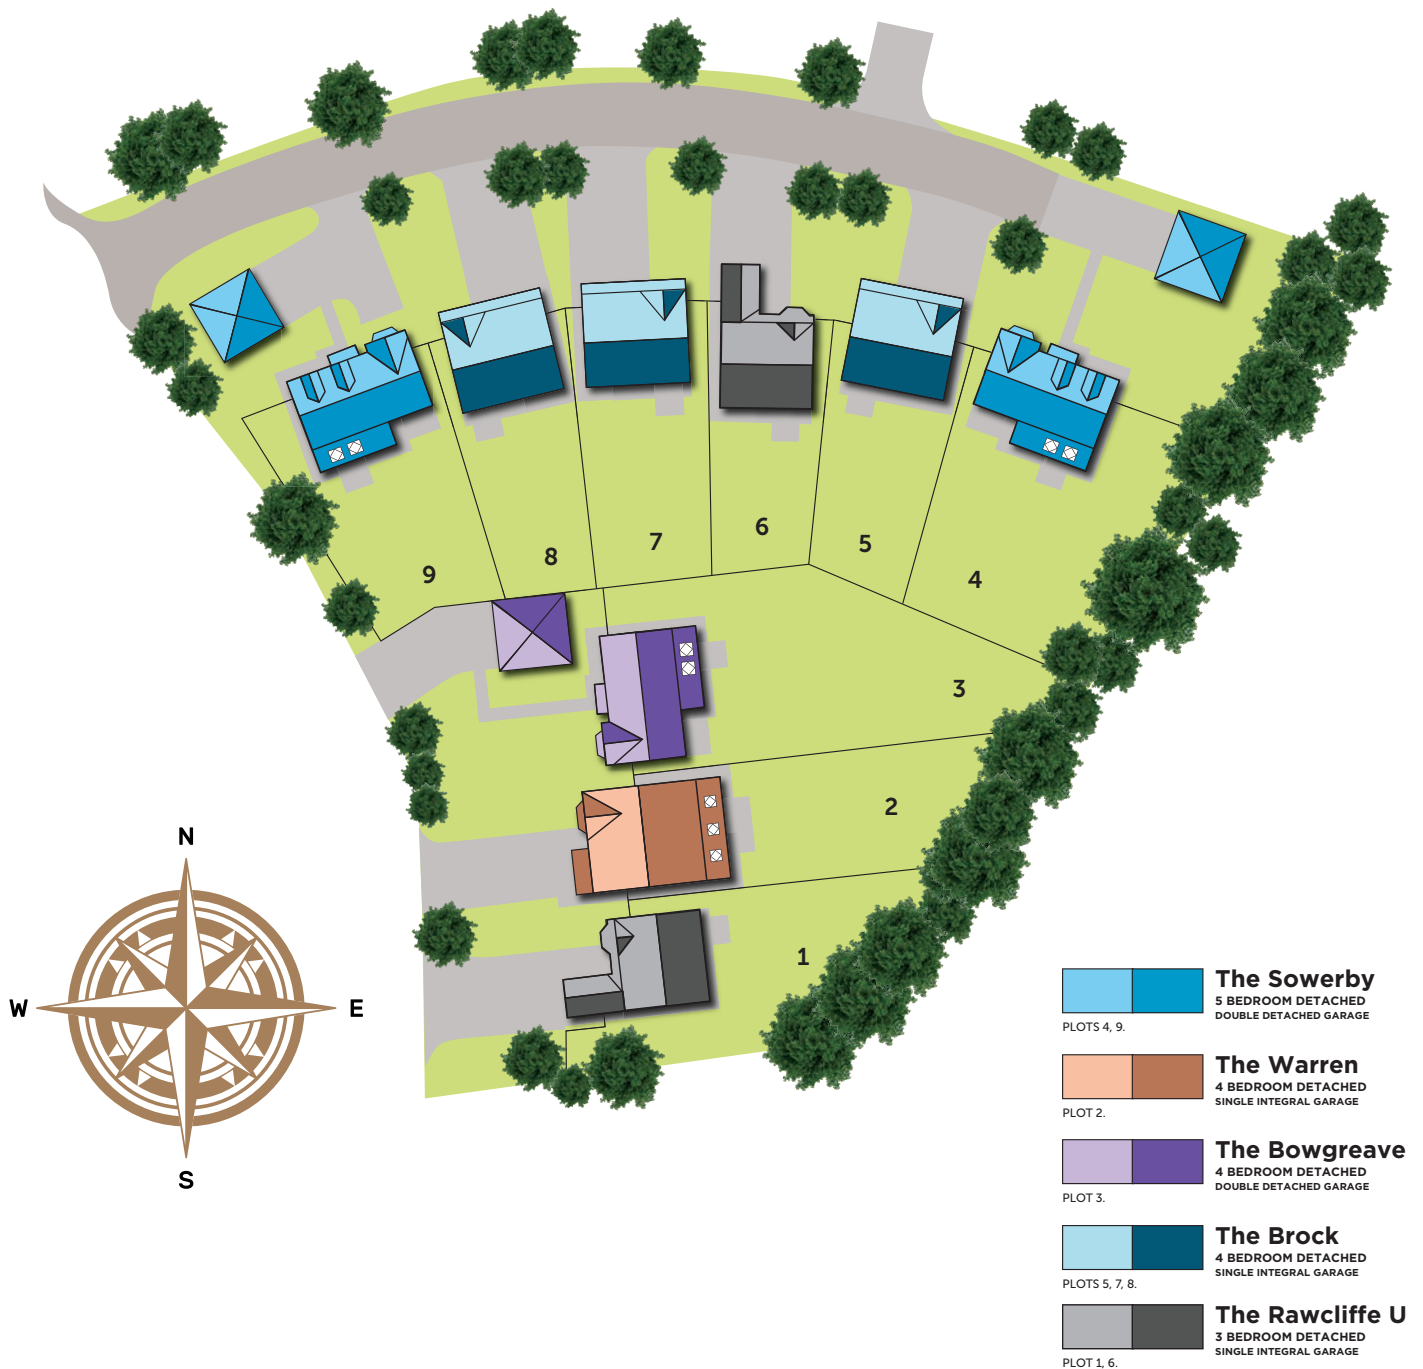 9
8
7
6
5
4
3
2
1
N
W
E
S
The Sowerby
5 BEDROOM DETACHED
DOUBLE DETACHED GARAGE
PLOTS 4, 9.
The Warren
4 BEDROOM DETACHED
SINGLE INTEGRAL GARAGE
PLOT 2.
The Bowgreave
4 BEDROOM DETACHED
DOUBLE DETACHED GARAGE
PLOT 3.
The Brock
4 BEDROOM DETACHED
SINGLE INTEGRAL GARAGE
PLOTS 5, 7, 8.
The Rawcliffe U
3 BEDROOM DETACHED
SINGLE INTEGRAL GARAGE
PLOT 1, 6.